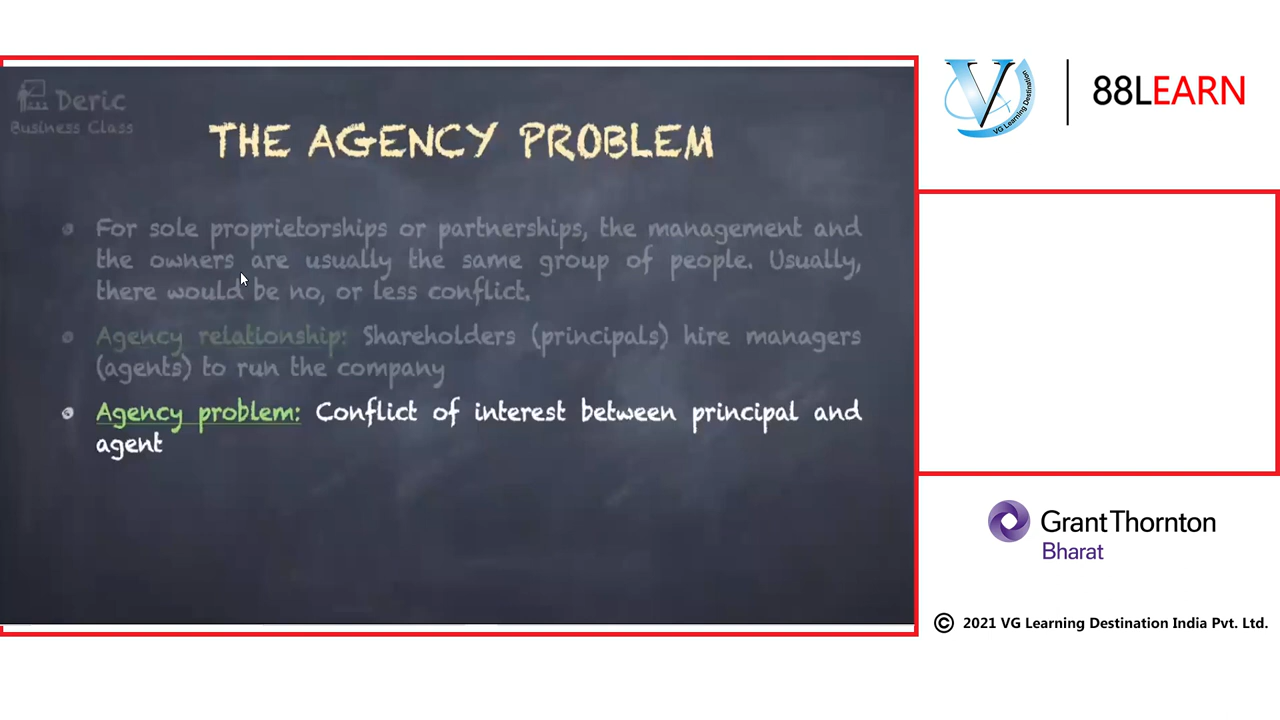 Deric
Business Class
THE AGENCY PROBLEM
For sole proprietorships or partnerships, the management and
the owners are usually the same group of people. Usually,
there would be no, or less conflict.
Agency relationship: Shareholders (principals) hire managers
(agents) to run the company
Agency problem: Conflict of interest between principal and
agent
V
VG Learning Destination
88LEARN
Grant Thornton
Bharat
© 2021 VG Learning Destination India Pvt. Ltd.